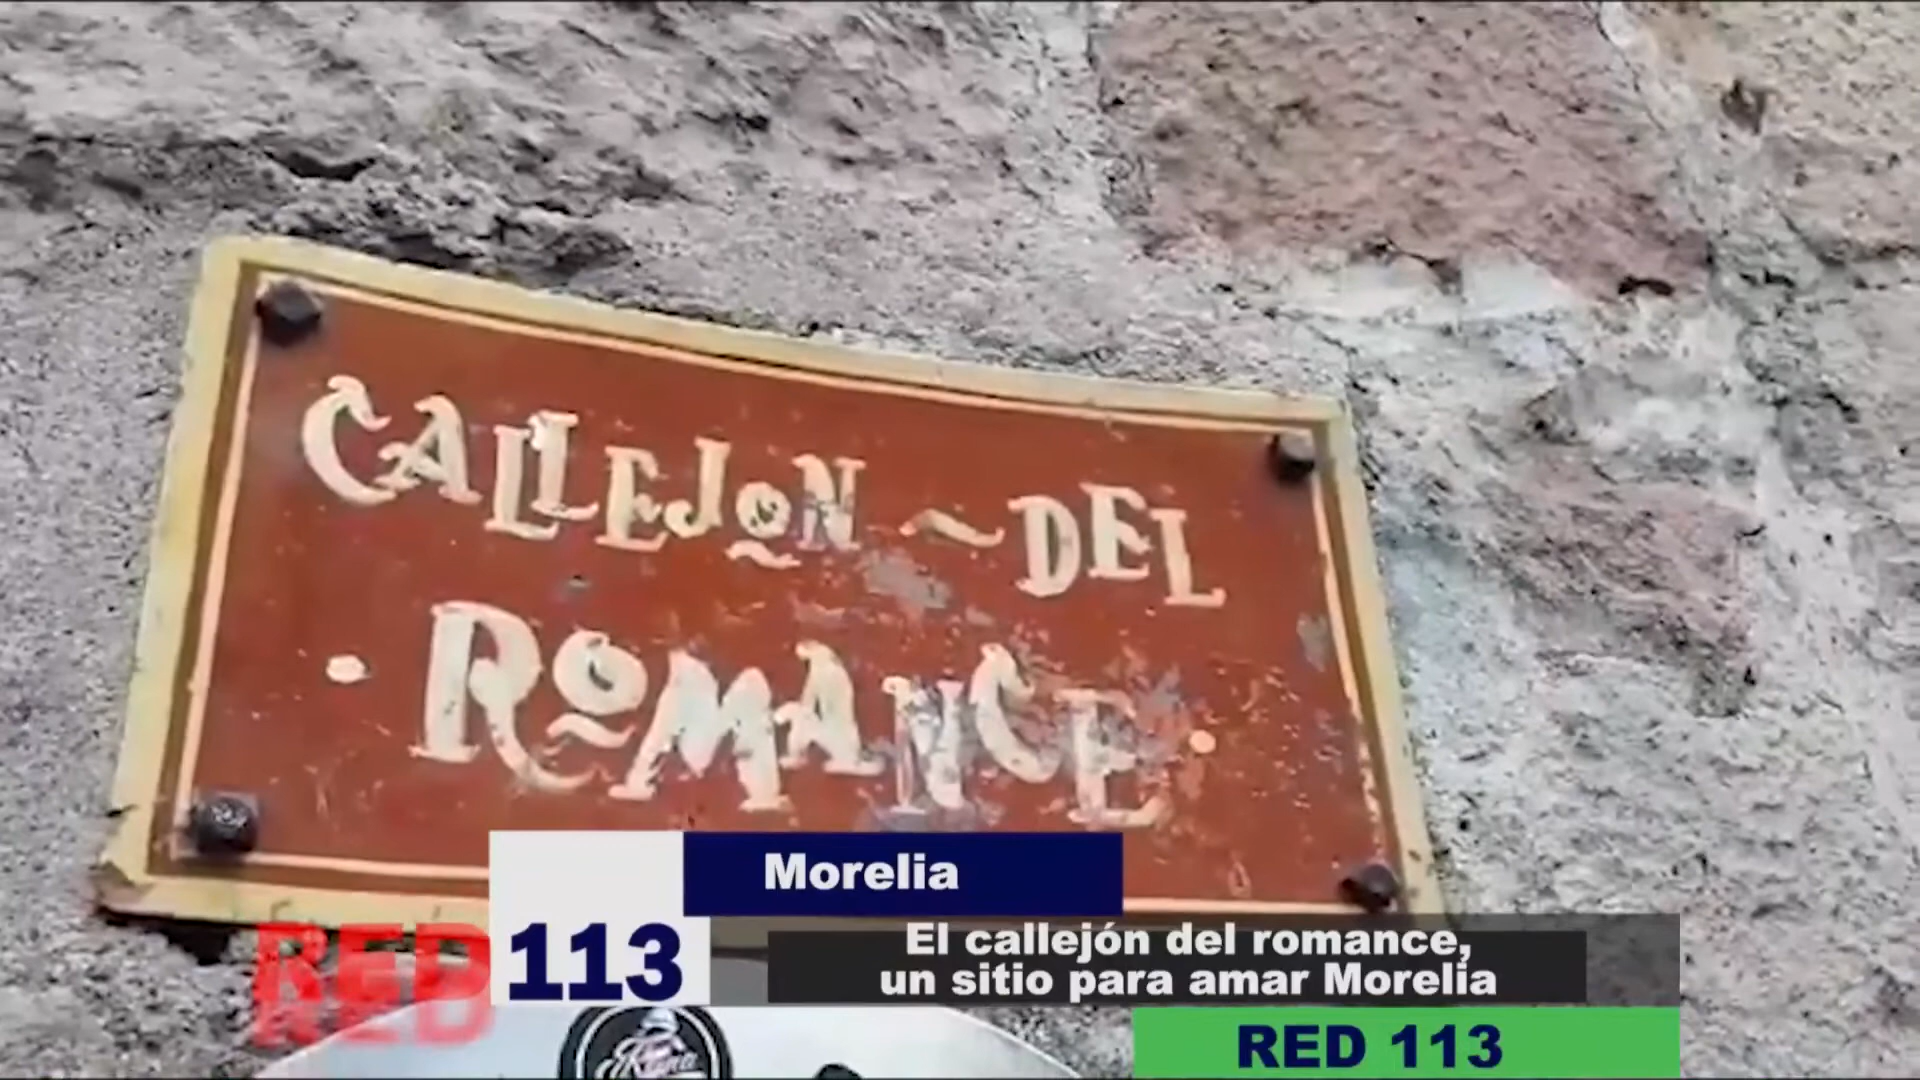 CALLEJON ~ DEL
· ROMANCE ·
Morelia
RED 113
El callejón del romance,
un sitio para amar Morelia
RED 113